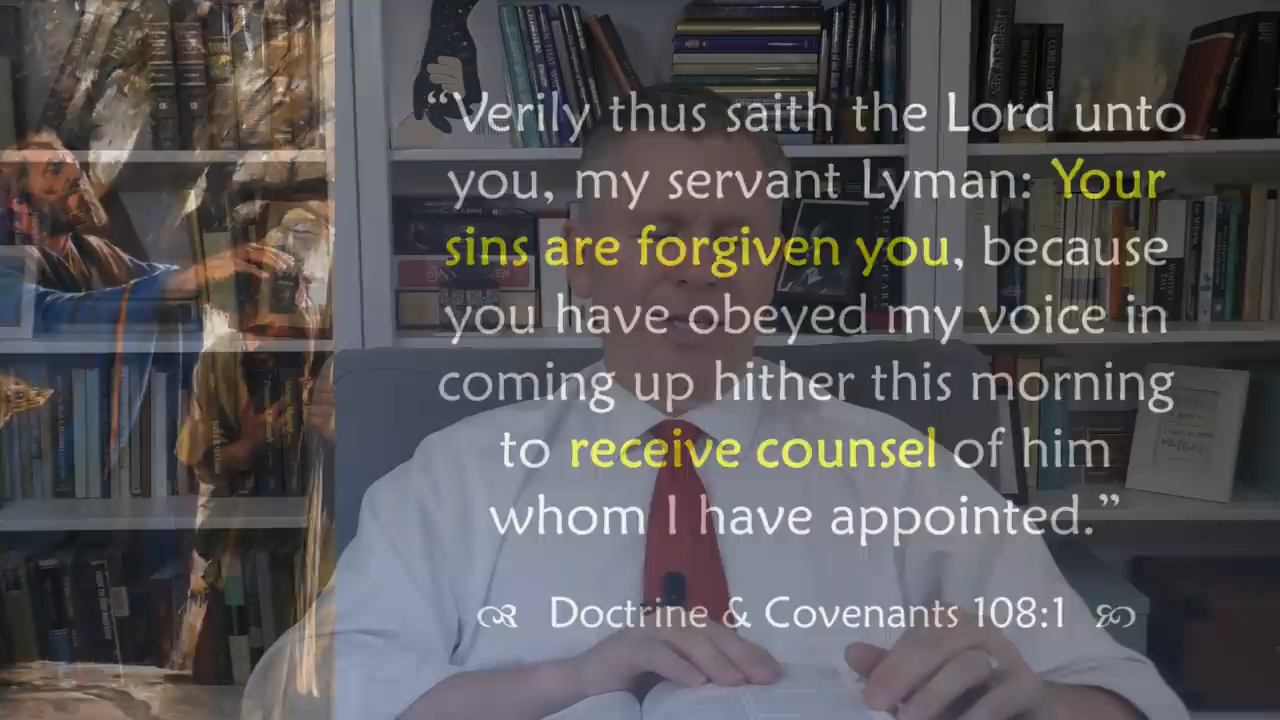 “Verily thus saith the Lord unto
you, my servant Lyman: Your
sins are forgiven you, because
you have obeyed my voice in
coming up hither this morning
to receive counsel of him
whom I have appointed.”
Doctrine & Covenants 108:1